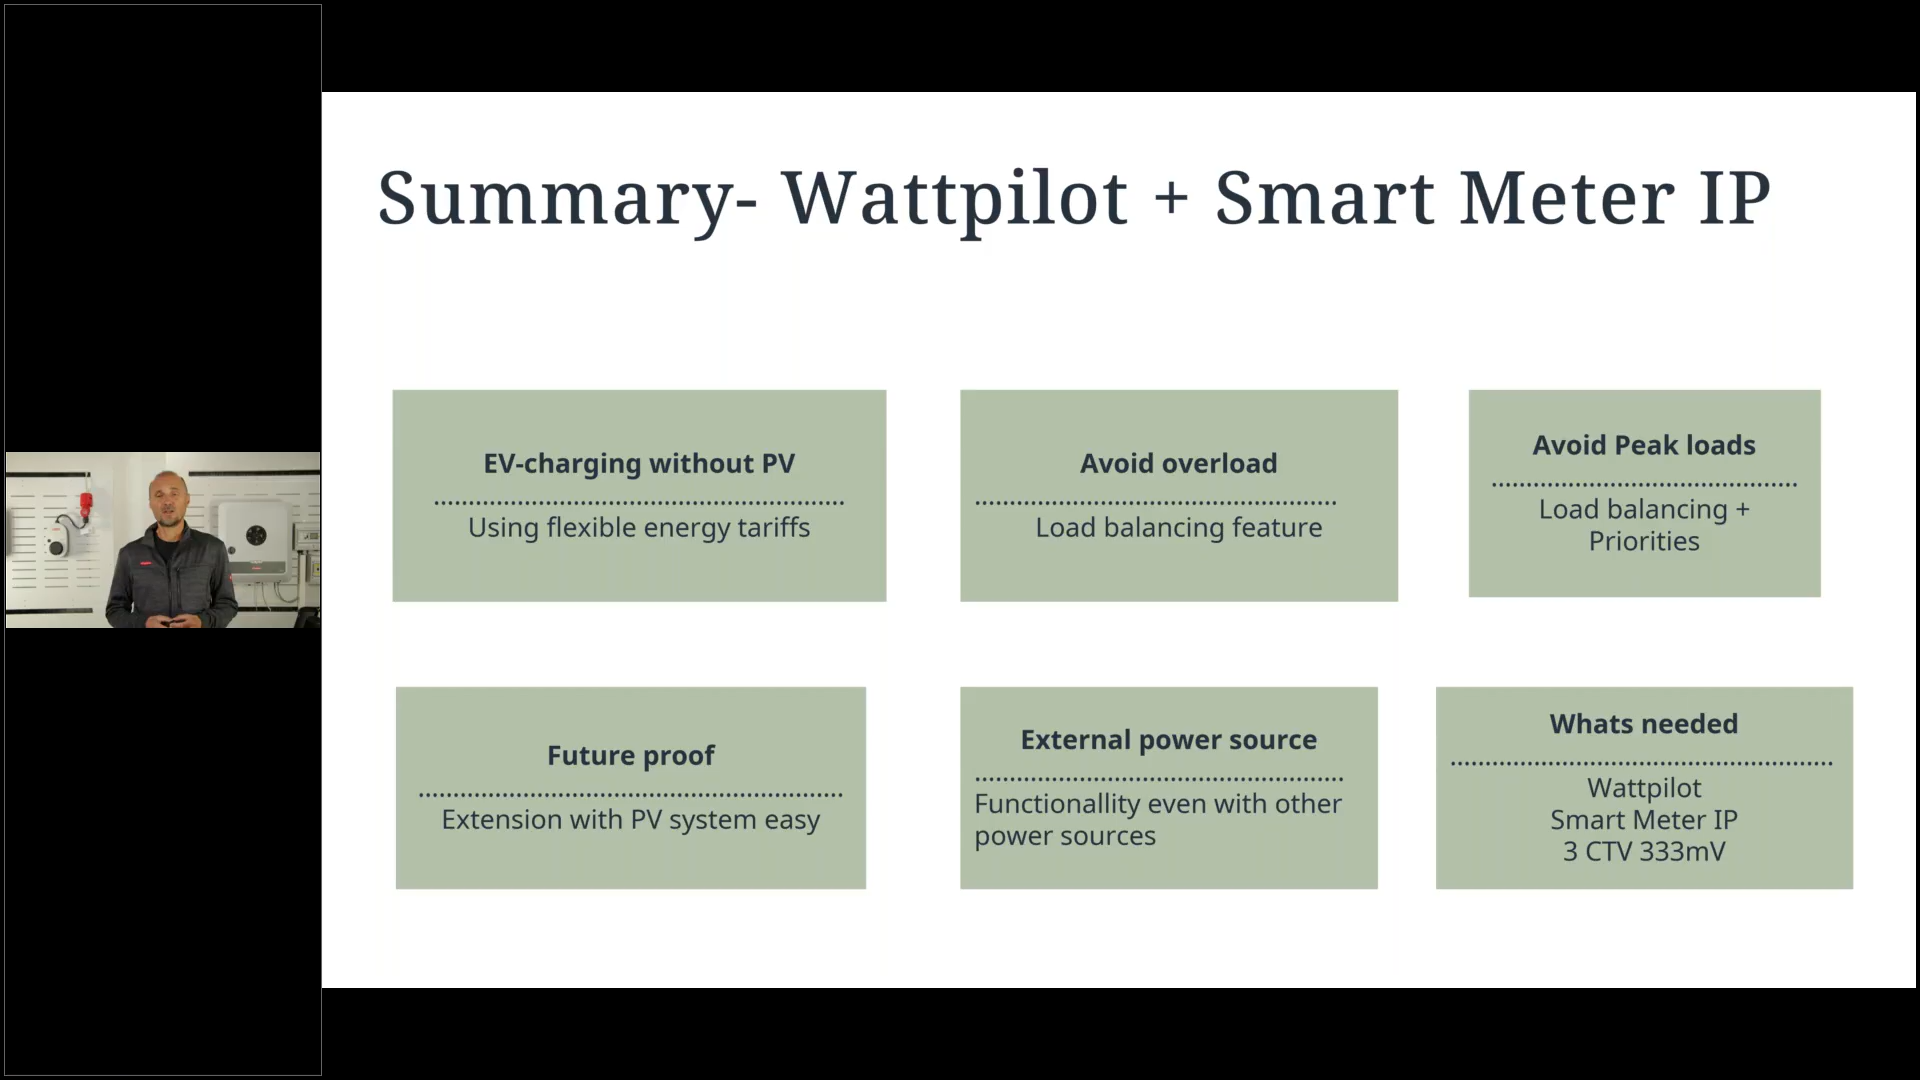 Summary- Wattpilot + Smart Meter IP
EV-charging without PV
Using flexible energy tariffs
Avoid overload
Load balancing feature
Avoid Peak loads
Load balancing +
Priorities
Future proof
Extension with PV system easy
External power source
Functionallity even with other
power sources
Whats needed
Wattpilot
Smart Meter IP
3 CTV 333mV